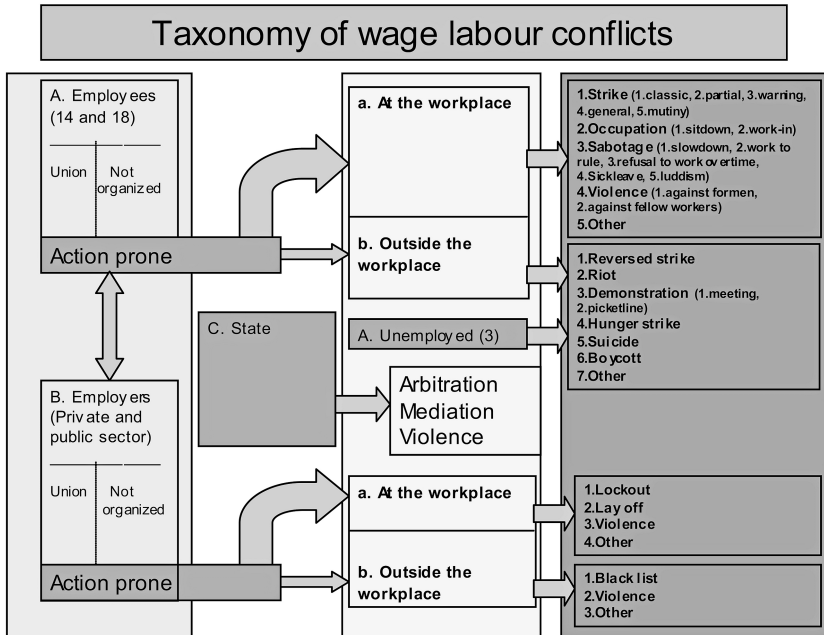 Taxonomy of wage labour conflicts
A. Employees
(14 and 18)
Union
Not
organized
Action prone
B. Employers
(Private and
public sector)
Union
Not
organized
Action prone
C. State
a. At the workplace
b. Outside the
workplace
A. Unemployed (3)
Arbitration
Mediation
Violence
a. At the workplace
b. Outside the
workplace
1.Strike (1.classic, 2.partial, 3.warning,
4.general, 5.mutiny)
2.Occupation (1.sitdown, 2.work-in)
3.Sabotage (1.slowdown, 2.work to
rule, 3.refusal to work overtime,
4.Sickleave, 5.luddism)
4.Violence (1.against formen,
2.against fellow workers)
5.Other
1.Reversed strike
2.Riot
3.Demonstration (1.meeting,
2.picketline)
4.Hunger strike
5.Suicide
6.Boycott
7.Other
1.Lockout
2.Lay off
3.Violence
4.Other
1.Black list
2.Violence
3.Other